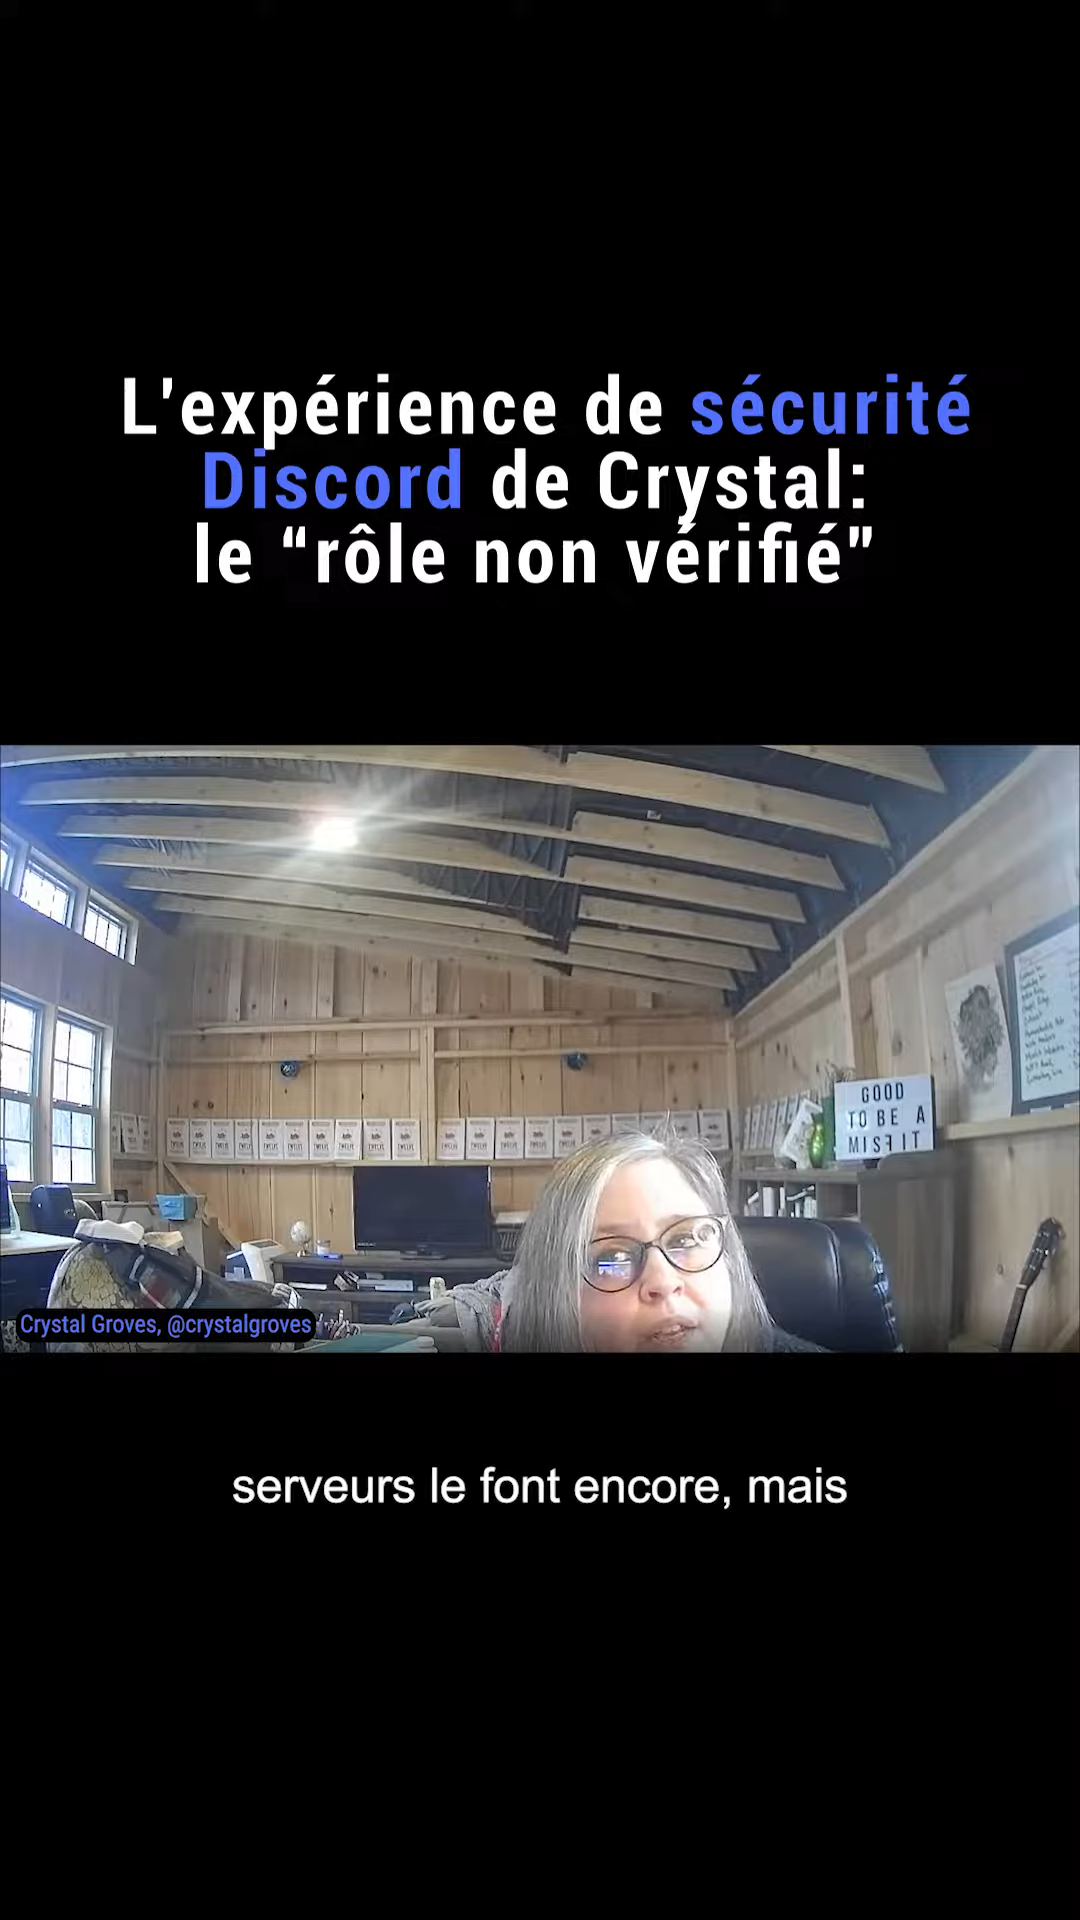 L'expérience de sécurité
Discord de Crystal:
le “rôle non vérifié”
GOOD
TO BE A
MISFIT
Crystal Groves, @crystalgroves
serveurs le font encore, mais